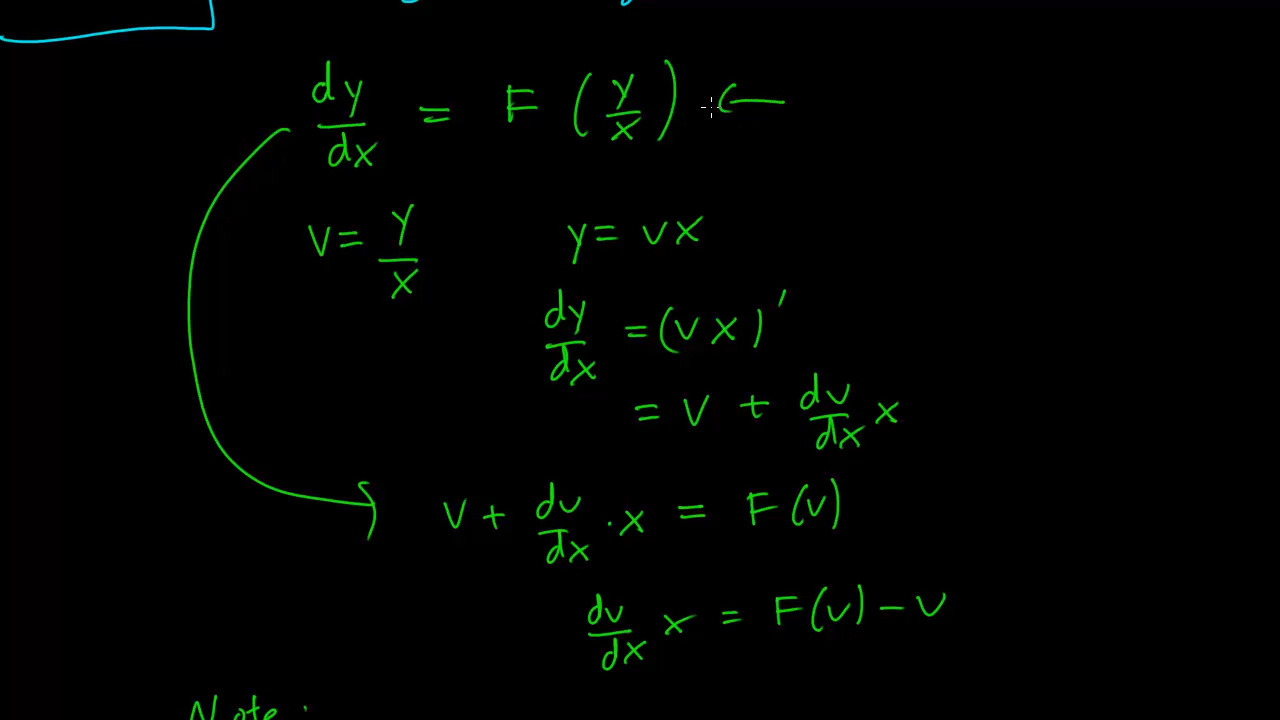 dy/dx = F (y/x) ←
v = y/x y = vx
dy/dx = (vx)'
= v + dv/dx x
v + dv/dx · x = F(v)
dv/dx x = F(v) - v
Note: